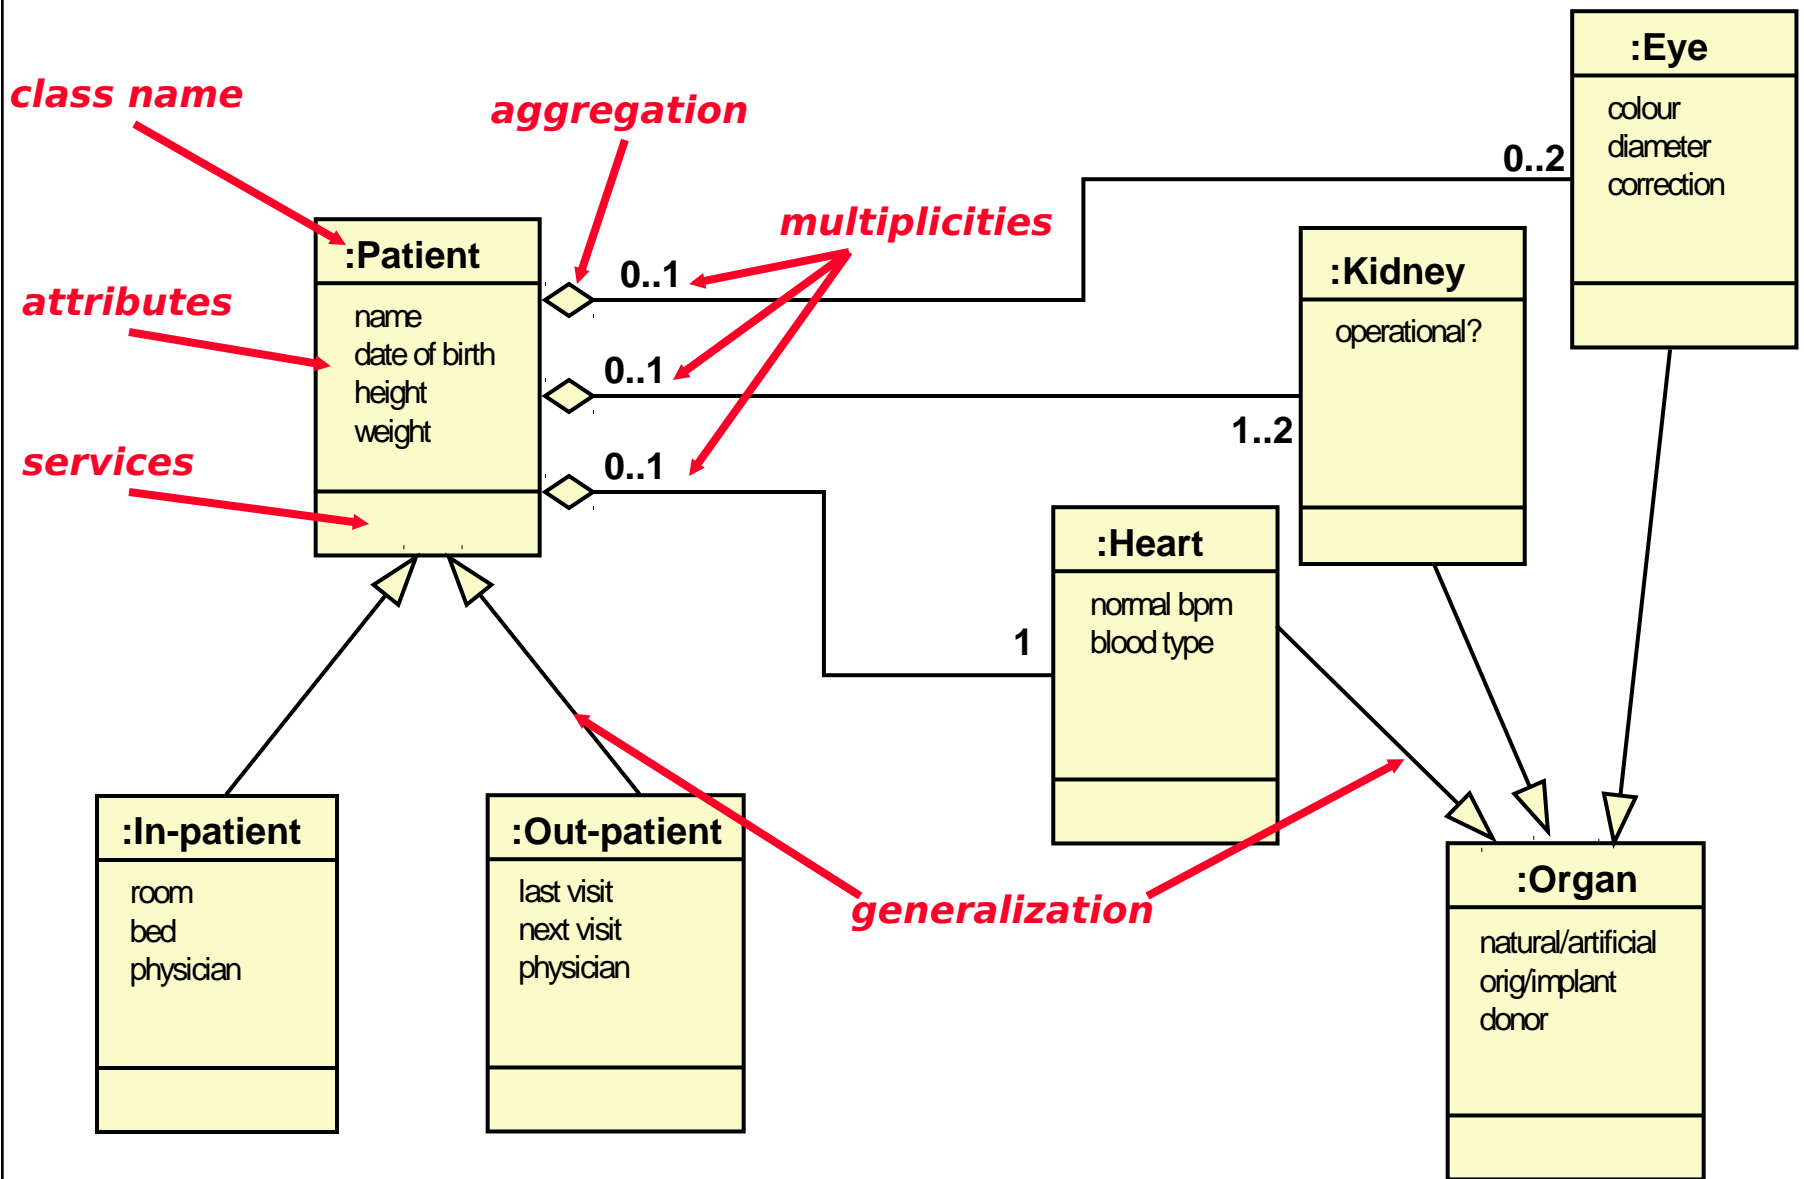 :Eye
colour
diameter
correction
class name
aggregation
0..2
multiplicities
:Patient
name
date of birth
height
weight
attributes
services
0..1
0..1
0..1
:Kidney
operational?
1..2
:Heart
normal bpm
blood type
1
:In-patient
room
bed
physician
:Out-patient
last visit
next visit
physician
generalization
:Organ
natural/artificial
orig/implant
donor